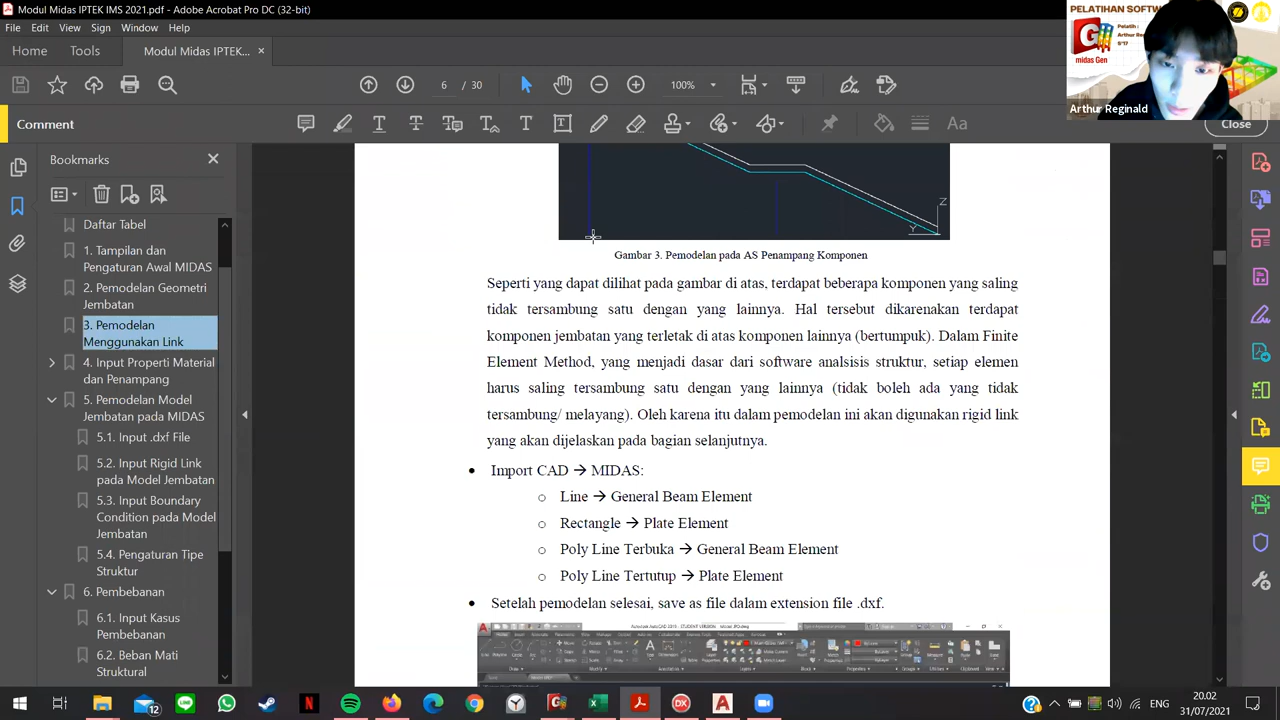 Modul Midas IPTEK IMS 2021.pdf - Adobe Acrobat Pro DC (32-bit)
File Edit View Sign Window Help
Home Tools Modul Midas IPTEK... ×
/ 30 100%
Comment
Close
PELATIHAN SOFTW
Pelatih :
midas Gen
Arthur Reginald
Bookmarks
Daftar Tabel
1. Tampilan dan
Pengaturan Awal MIDAS
2. Pemodelan Geometri
Jembatan
3. Pemodelan
Menggunakan Link
4. Input Properti Material
dan Penampang
5. Pemodelan Model
Jembatan pada MIDAS
5.1. Input .dxf File
5.2. Input Rigid Link
pada Model Jembatan
5.3. Input Boundary
Condition pada Model
Jembatan
5.4. Pengaturan Tipe
Struktur
6. Pembebanan
6.1. Input Kasus
Pembebanan
6.2. Beban Mati
Struktural
Z
Y
Gambar 3. Pemodelan pada AS Penampang Komponen
Seperti yang dapat dilihat pada gambar di atas, terdapat beberapa komponen yang saling
tidak tersambung satu dengan yang lainnya. Hal tersebut dikarenakan terdapat
komponen jembatan yang terletak di atas komponen lainnya (bertumpuk). Dalam Finite
Element Method, yang menjadi dasar dari software analsisis struktur, setiap elemen
harus saling tersambung satu dengan yang lainnya (tidak boleh ada yang tidak
tersambung/ melayang). Oleh karena itu dalam pemodelan ini akan digunakan rigid link
yang akan dijelaskan pada bagian selanjutnya.
• Import CAD → MIDAS:
○ Line → General Beam Element
○ Rectangle → Plate Element
○ Poly Line Terbuka → General Beam Element
○ Poly Line Tertutup → Plate Element
• Setelah pemodelan selesai, save as file dalam extension file .dxf.
12
ENG
20.02
31/07/2021